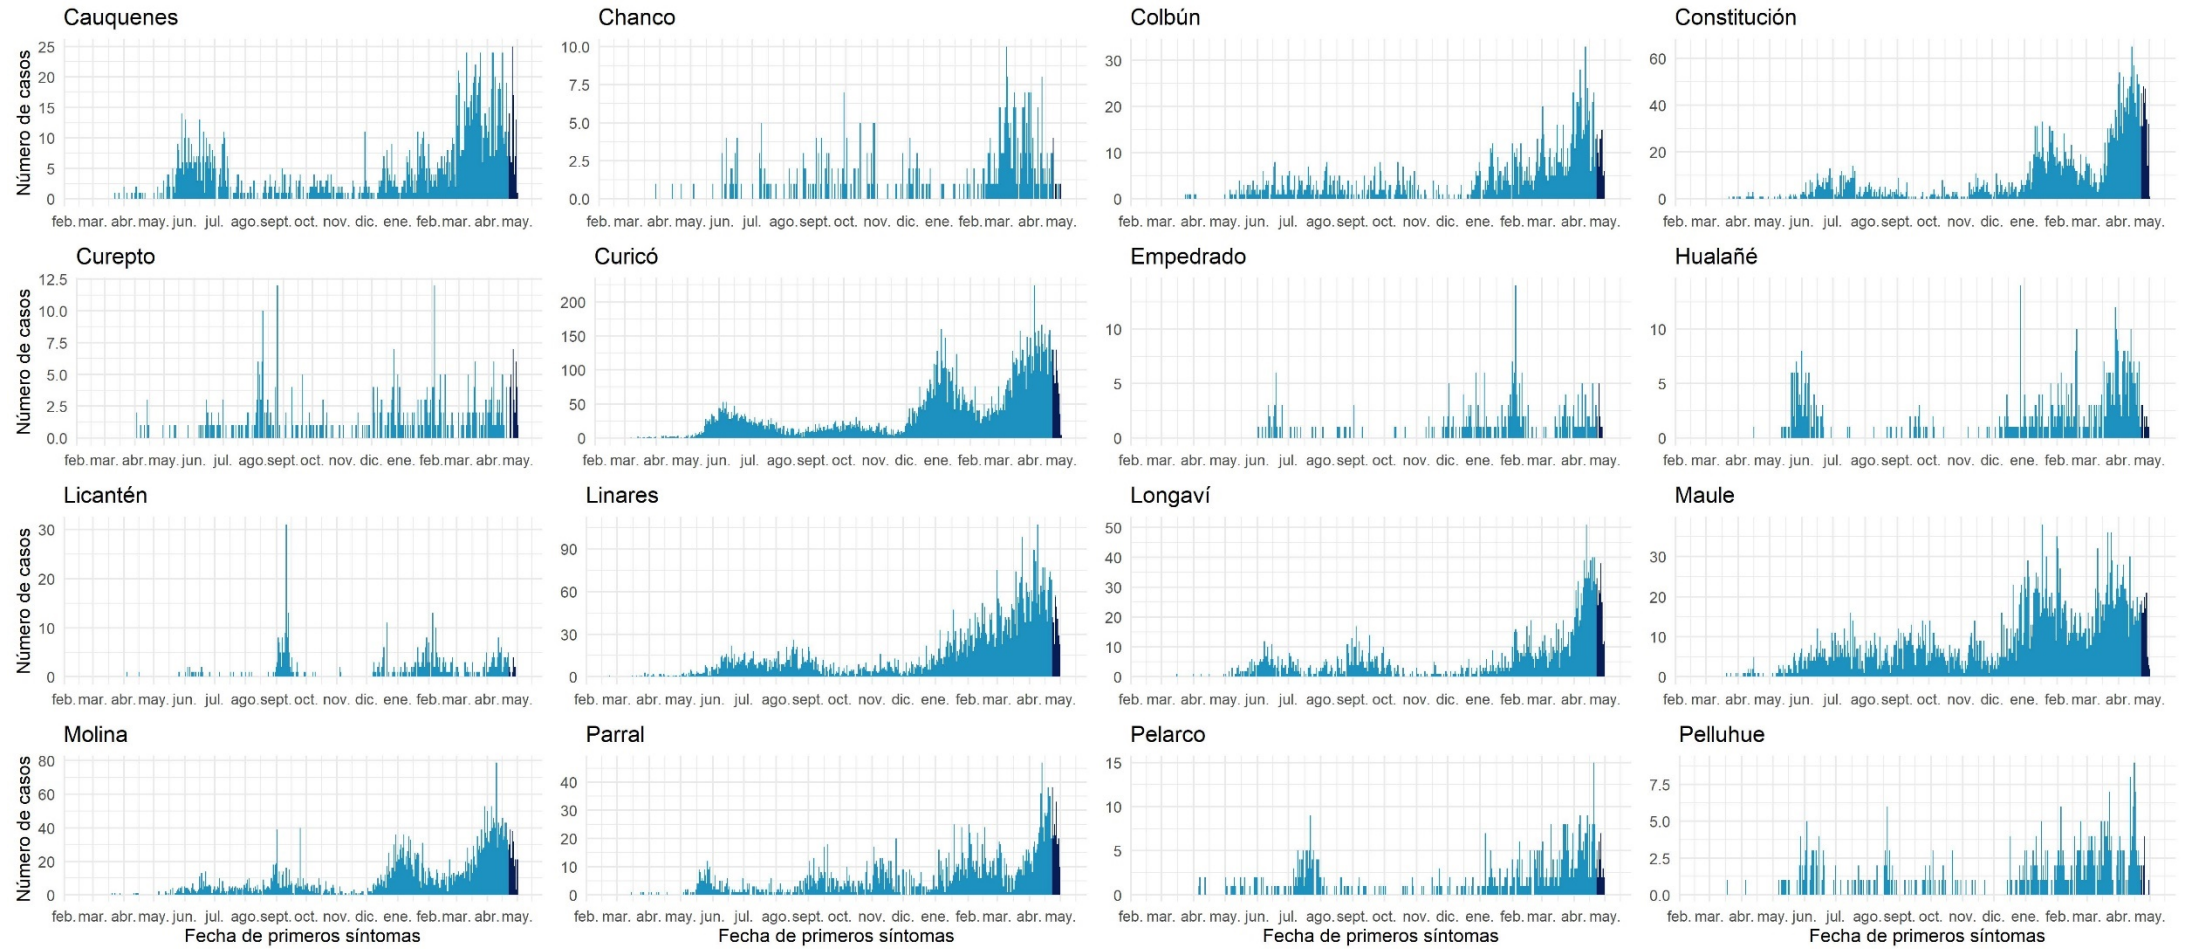 Cauquenes
Chanco
Colbún
Constitución
Número de casos
25
20
15
10
5
0
10.0
7.5
5.0
2.5
0.0
30
20
10
0
60
40
20
0
feb. mar. abr. may. jun. jul. ago. sept. oct. nov. dic. ene. feb. mar. abr. may.
feb. mar. abr. may. jun. jul. ago. sept. oct. nov. dic. ene. feb. mar. abr. may.
feb. mar. abr. may. jun. jul. ago. sept. oct. nov. dic. ene. feb. mar. abr. may.
feb. mar. abr. may. jun. jul. ago. sept. oct. nov. dic. ene. feb. mar. abr. may.
Curepto
Curicó
Empedrado
Hualañé
Número de casos
12.5
10.0
7.5
5.0
2.5
0.0
200
150
100
50
0
10
5
0
10
5
0
feb. mar. abr. may. jun. jul. ago. sept. oct. nov. dic. ene. feb. mar. abr. may.
feb. mar. abr. may. jun. jul. ago. sept. oct. nov. dic. ene. feb. mar. abr. may.
feb. mar. abr. may. jun. jul. ago. sept. oct. nov. dic. ene. feb. mar. abr. may.
feb. mar. abr. may. jun. jul. ago. sept. oct. nov. dic. ene. feb. mar. abr. may.
Licantén
Linares
Longaví
Maule
Número de casos
30
20
10
0
90
60
30
0
50
40
30
20
10
0
30
20
10
0
feb. mar. abr. may. jun. jul. ago. sept. oct. nov. dic. ene. feb. mar. abr. may.
feb. mar. abr. may. jun. jul. ago. sept. oct. nov. dic. ene. feb. mar. abr. may.
feb. mar. abr. may. jun. jul. ago. sept. oct. nov. dic. ene. feb. mar. abr. may.
feb. mar. abr. may. jun. jul. ago. sept. oct. nov. dic. ene. feb. mar. abr. may.
Molina
Parral
Pelarco
Pelluhue
Número de casos
80
60
40
20
0
40
30
20
10
0
15
10
5
0
7.5
5.0
2.5
0.0
feb. mar. abr. may. jun. jul. ago. sept. oct. nov. dic. ene. feb. mar. abr. may.
feb. mar. abr. may. jun. jul. ago. sept. oct. nov. dic. ene. feb. mar. abr. may.
feb. mar. abr. may. jun. jul. ago. sept. oct. nov. dic. ene. feb. mar. abr. may.
feb. mar. abr. may. jun. jul. ago. sept. oct. nov. dic. ene. feb. mar. abr. may.
Fecha de primeros síntomas
Fecha de primeros síntomas
Fecha de primeros síntomas
Fecha de primeros síntomas